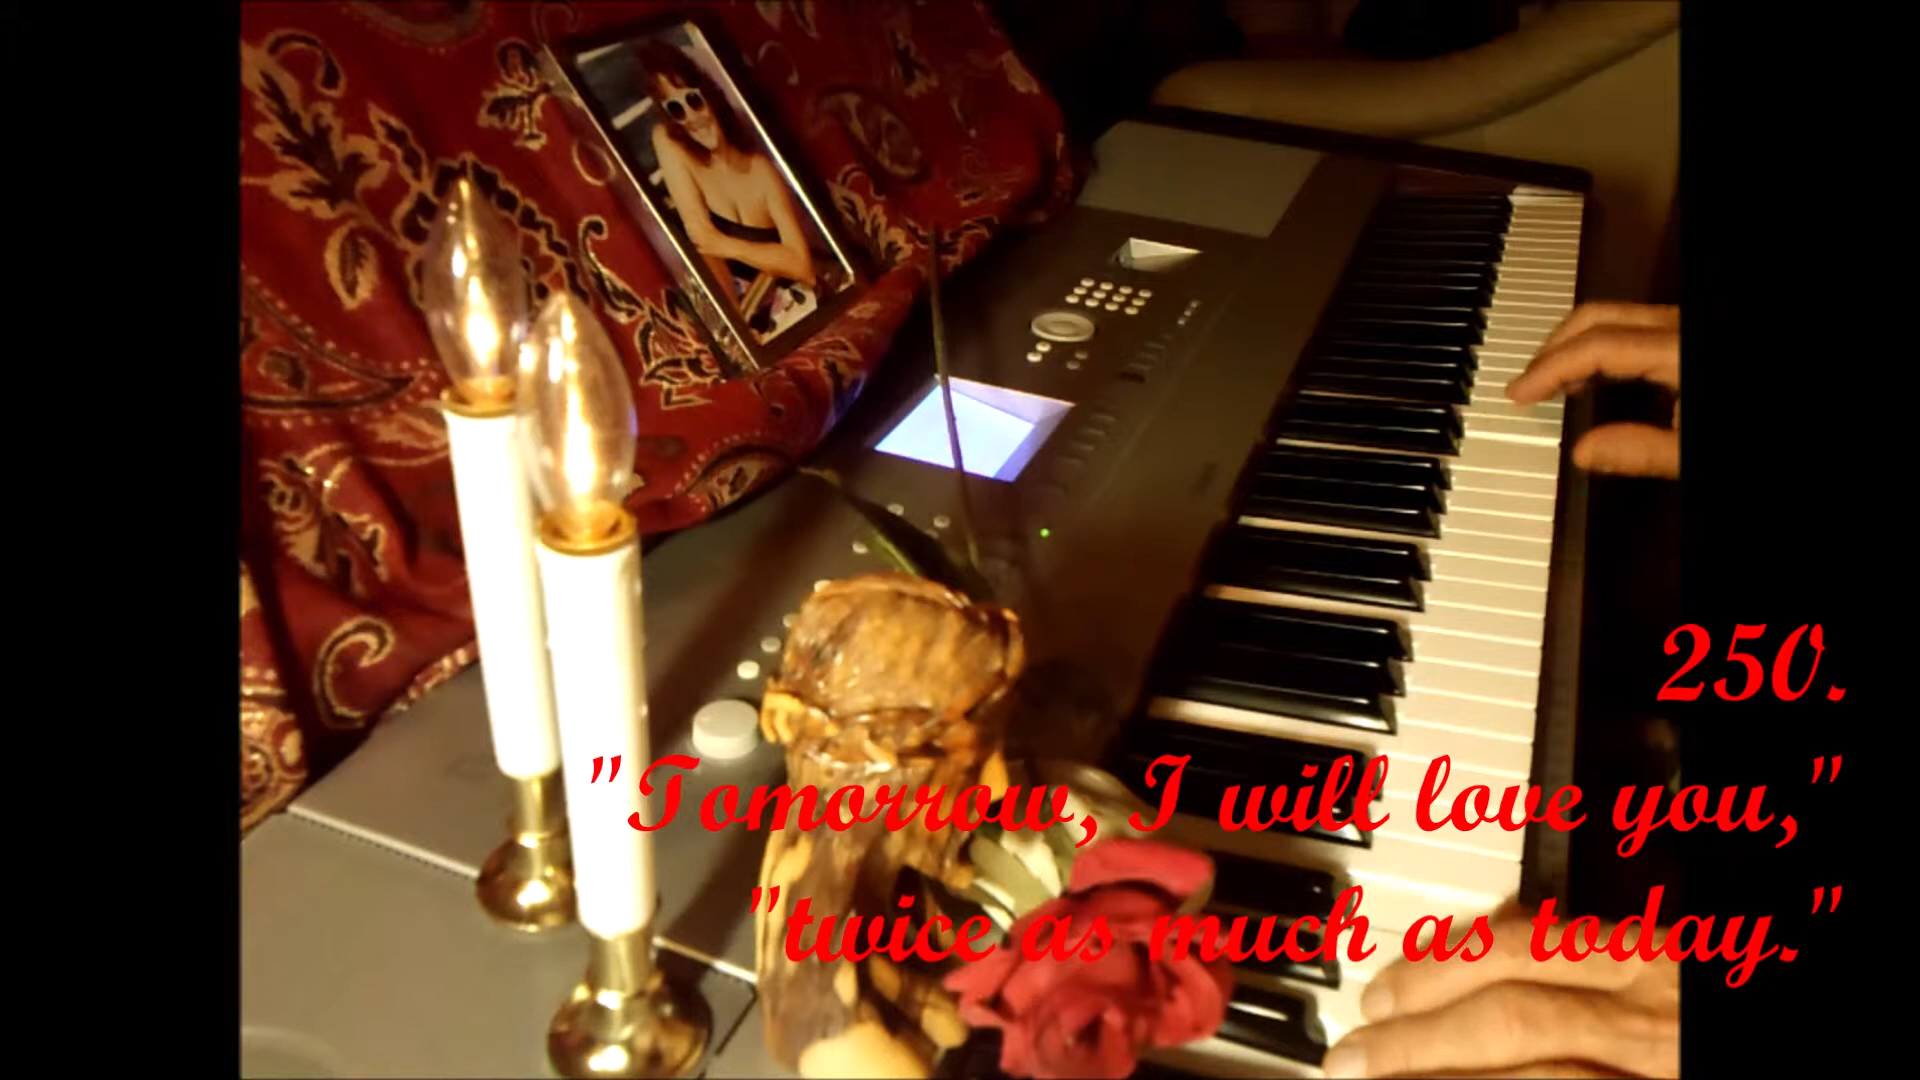 250.
"Tomorrow, I will love you,"
"twice as much as today."